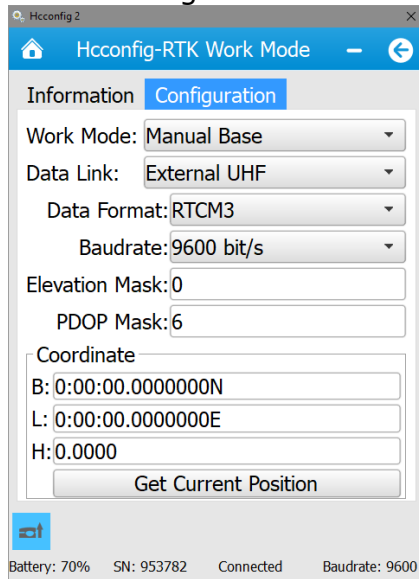 Hcconfig 2
Hcconfig-RTK Work Mode
Information Configuration
Work Mode: Manual Base
Data Link: External UHF
Data Format: RTCM3
Baudrate: 9600 bit/s
Elevation Mask: 0
PDOP Mask: 6
Coordinate
B: 0:00:00.0000000N
L: 0:00:00.0000000E
H: 0.0000
Get Current Position
Battery: 70% SN: 953782 Connected Baudrate: 9600